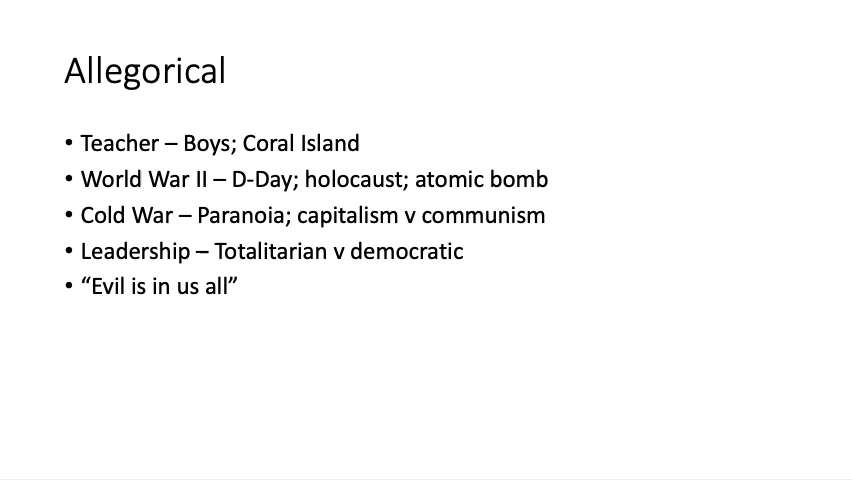 Allegorical
• Teacher – Boys; Coral Island
• World War II – D-Day; holocaust; atomic bomb
• Cold War – Paranoia; capitalism v communism
• Leadership – Totalitarian v democratic
• “Evil is in us all”